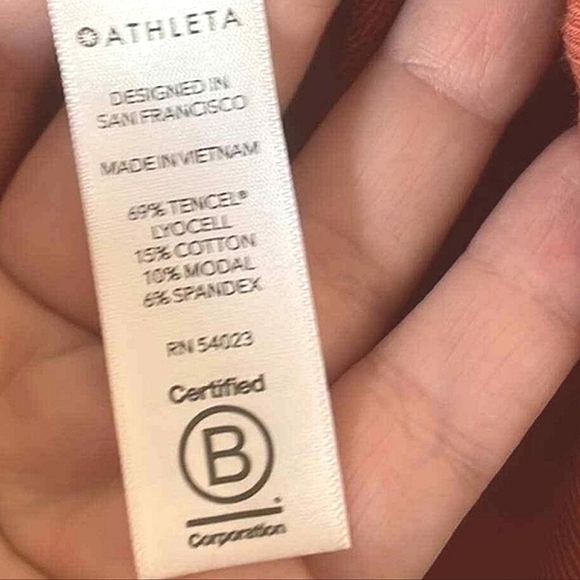 ATHLETA
DESIGNED IN
SAN FRANCISCO
MADE IN VIETNAM
69% TENCEL®
LYOCELL
15% COTTON
10% MODAL
6% SPANDEX
RN 54023
Certified
B
Corporation